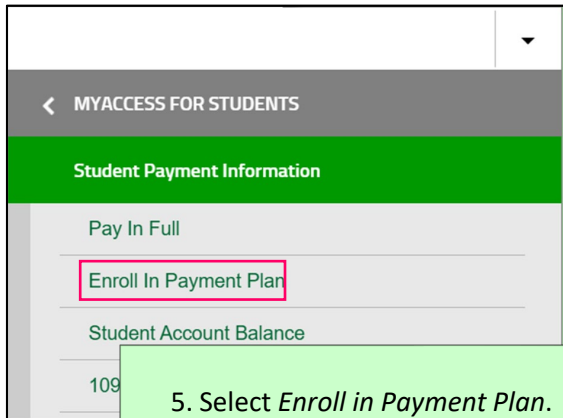 MYACCESS FOR STUDENTS
Student Payment Information
Pay In Full
Enroll In Payment Plan
Student Account Balance
109
5. Select Enroll in Payment Plan.